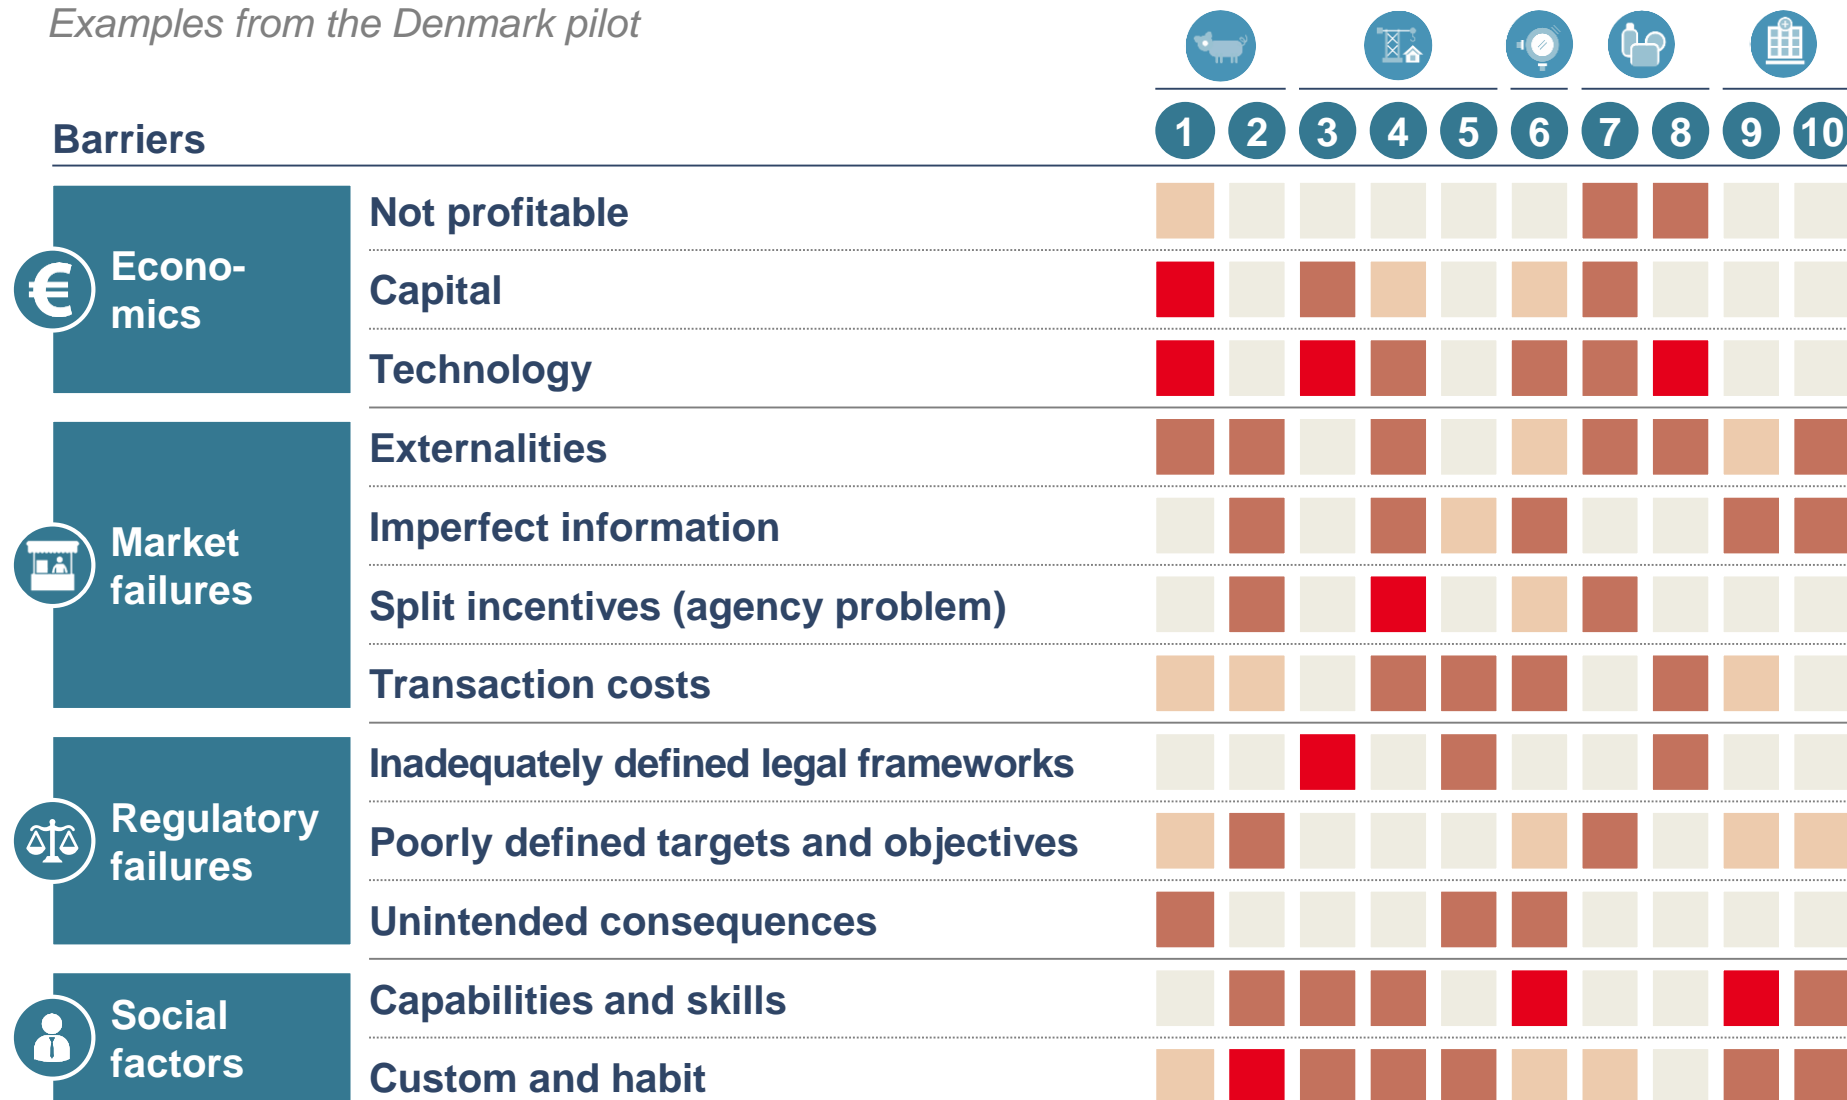 Examples from the Denmark pilot
Barriers
1 2 3 4 5 6 7 8 9 10
Econo-
mics
Not profitable
Capital
Technology
Market
failures
Externalities
Imperfect information
Split incentives (agency problem)
Transaction costs
Regulatory
failures
Inadequately defined legal frameworks
Poorly defined targets and objectives
Unintended consequences
Social
factors
Capabilities and skills
Custom and habit